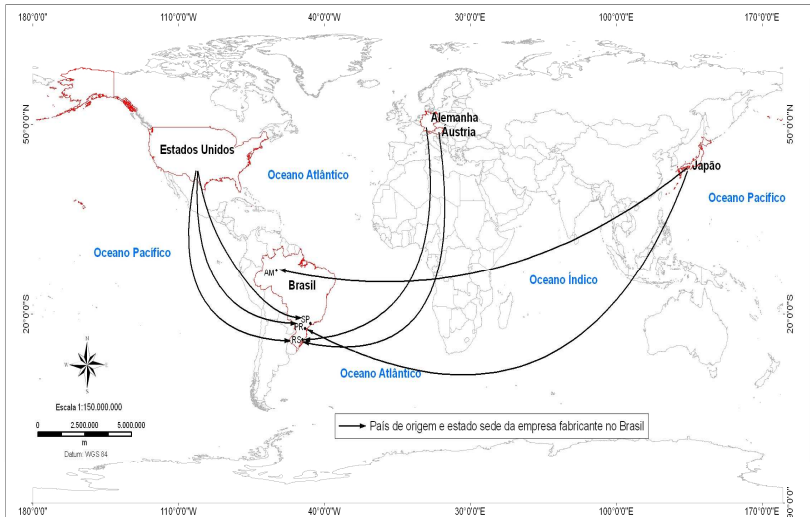 180°0'0"
110°0'0"W
40°0'0"W
30°0'0"E
100°0'0"E
170°0'0"E
50°0'0"N
50°0'0"N
Alemanha
Áustria
Estados Unidos
Japão
Oceano Atlântico
Oceano Pacífico
Oceano Pacífico
AM*
Brasil
Oceano Índico
SP
PR
RS
20°0'0"S
20°0'0"S
Oceano Atlântico
N
W
E
S
Escala 1:150.000.000
0 2.500.000 5.000.000
m
Datum: WGS 84
País de origem e estado sede da empresa fabricante no Brasil
90°0'0"S
180°0'0"
110°0'0"W
40°0'0"W
30°0'0"E
100°0'0"E
170°0'0"E